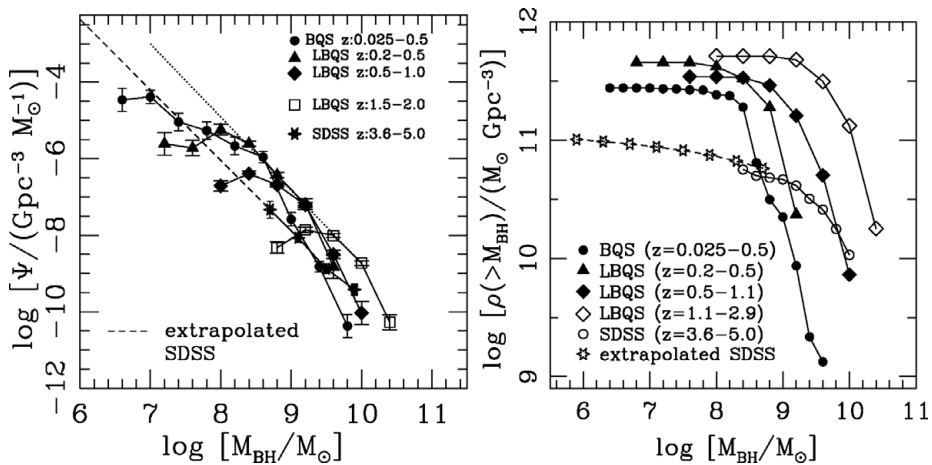 log [Ψ/(Gpc⁻³ M⊙⁻¹)]
−4
−6
−8
−10
−12
BQS z:0.025−0.5
LBQS z:0.2−0.5
LBQS z:0.5−1.0
LBQS z:1.5−2.0
SDSS z:3.6−5.0
extrapolated
SDSS
6 7 8 9 10 11
log [M_BH/M⊙]
log [ρ(>M_BH)/(M⊙ Gpc⁻³)]
12
11
10
9
BQS (z=0.025−0.5)
LBQS (z=0.2−0.5)
LBQS (z=0.5−1.1)
LBQS (z=1.1−2.9)
SDSS (z=3.6−5.0)
extrapolated SDSS
6 7 8 9 10 11
log [M_BH/M⊙]